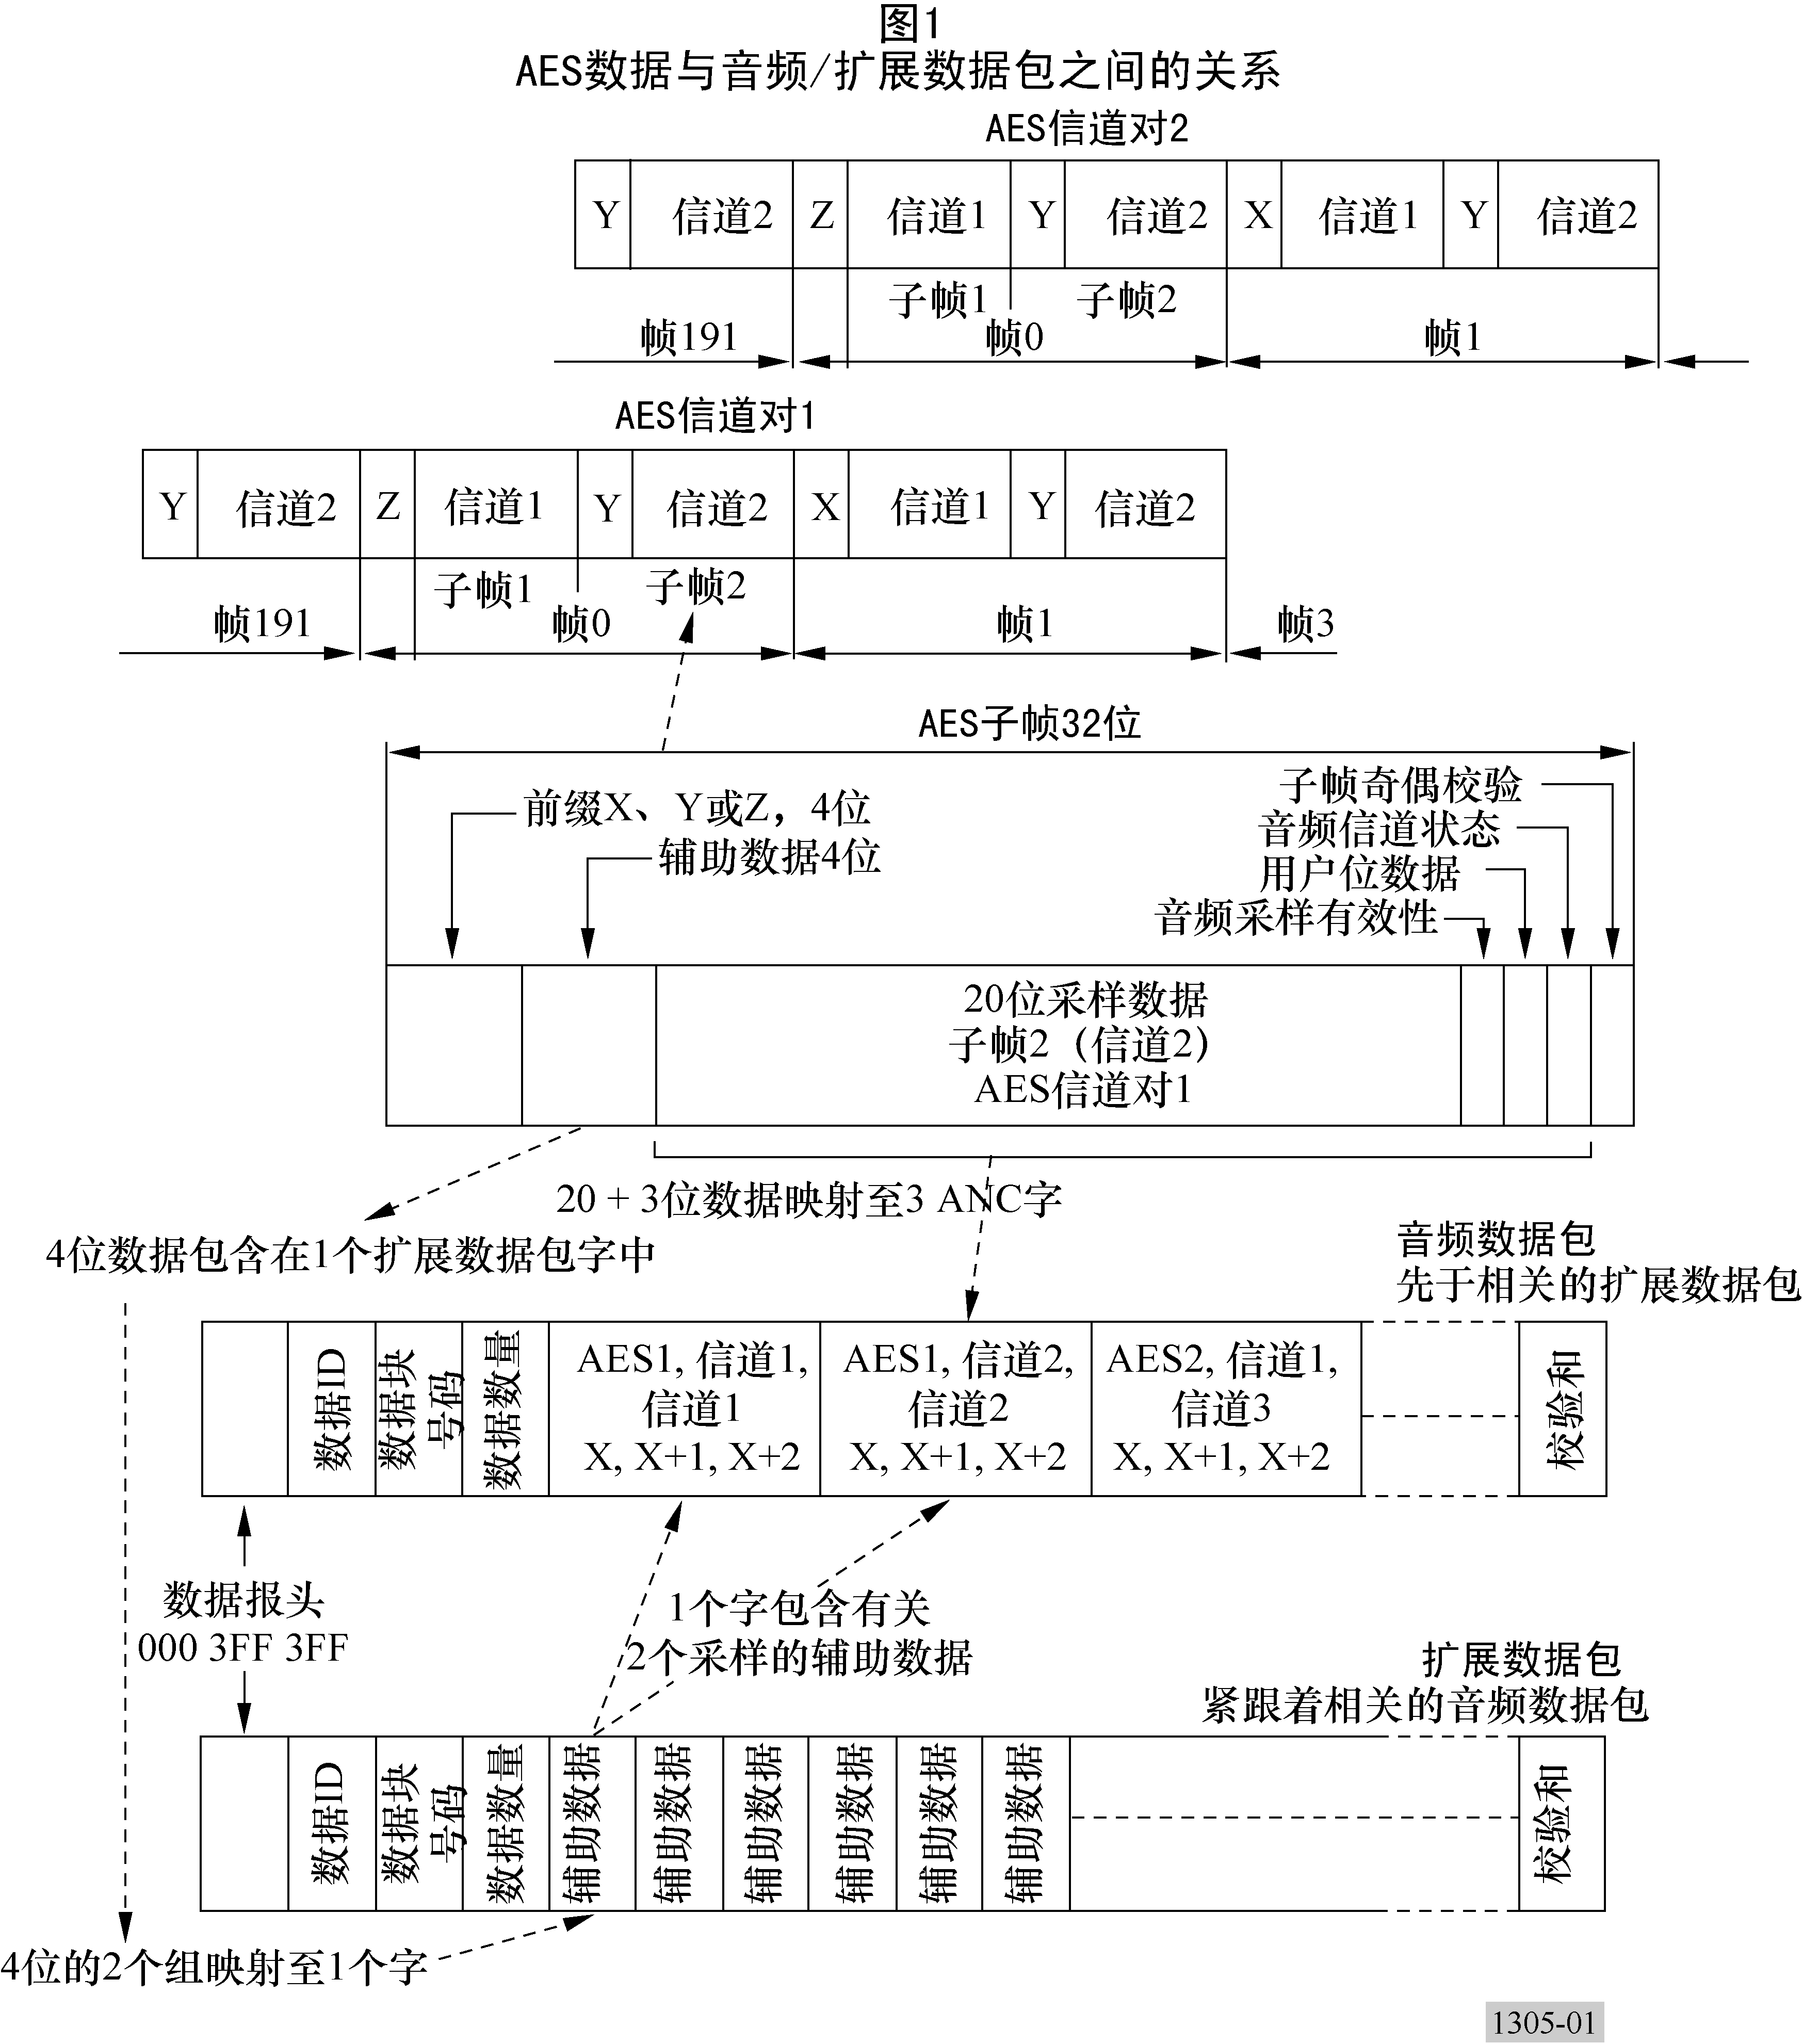 图1
AES数据与音频/扩展数据包之间的关系
AES信道对2
Y 信道2 Z 信道1 Y 信道2 X 信道1 Y 信道2
子帧1 子帧2
帧191 帧0 帧1
AES信道对1
Y 信道2 Z 信道1 Y 信道2 X 信道1 Y 信道2
子帧1 子帧2
帧191 帧0 帧1 帧3
AES子帧32位
前缀X、Y或Z，4位
辅助数据4位
子帧奇偶校验
音频信道状态
用户位数据
音频采样有效性
20位采样数据
子帧2（信道2）
AES信道对1
20 + 3位数据映射至3 ANC字
4位数据包含在1个扩展数据包字中
音频数据包
先于相关的扩展数据包
数据ID
数据块
号码
数据数量
AES1, 信道1,
信道1
X, X+1, X+2
AES1, 信道2,
信道2
X, X+1, X+2
AES2, 信道1,
信道3
X, X+1, X+2
校验和
数据报头
000 3FF 3FF
1个字包含有关
2个采样的辅助数据
扩展数据包
紧跟着相关的音频数据包
数据ID
数据块
号码
数据数量
辅助数据
辅助数据
辅助数据
辅助数据
辅助数据
辅助数据
校验和
4位的2个组映射至1个字
1305-01